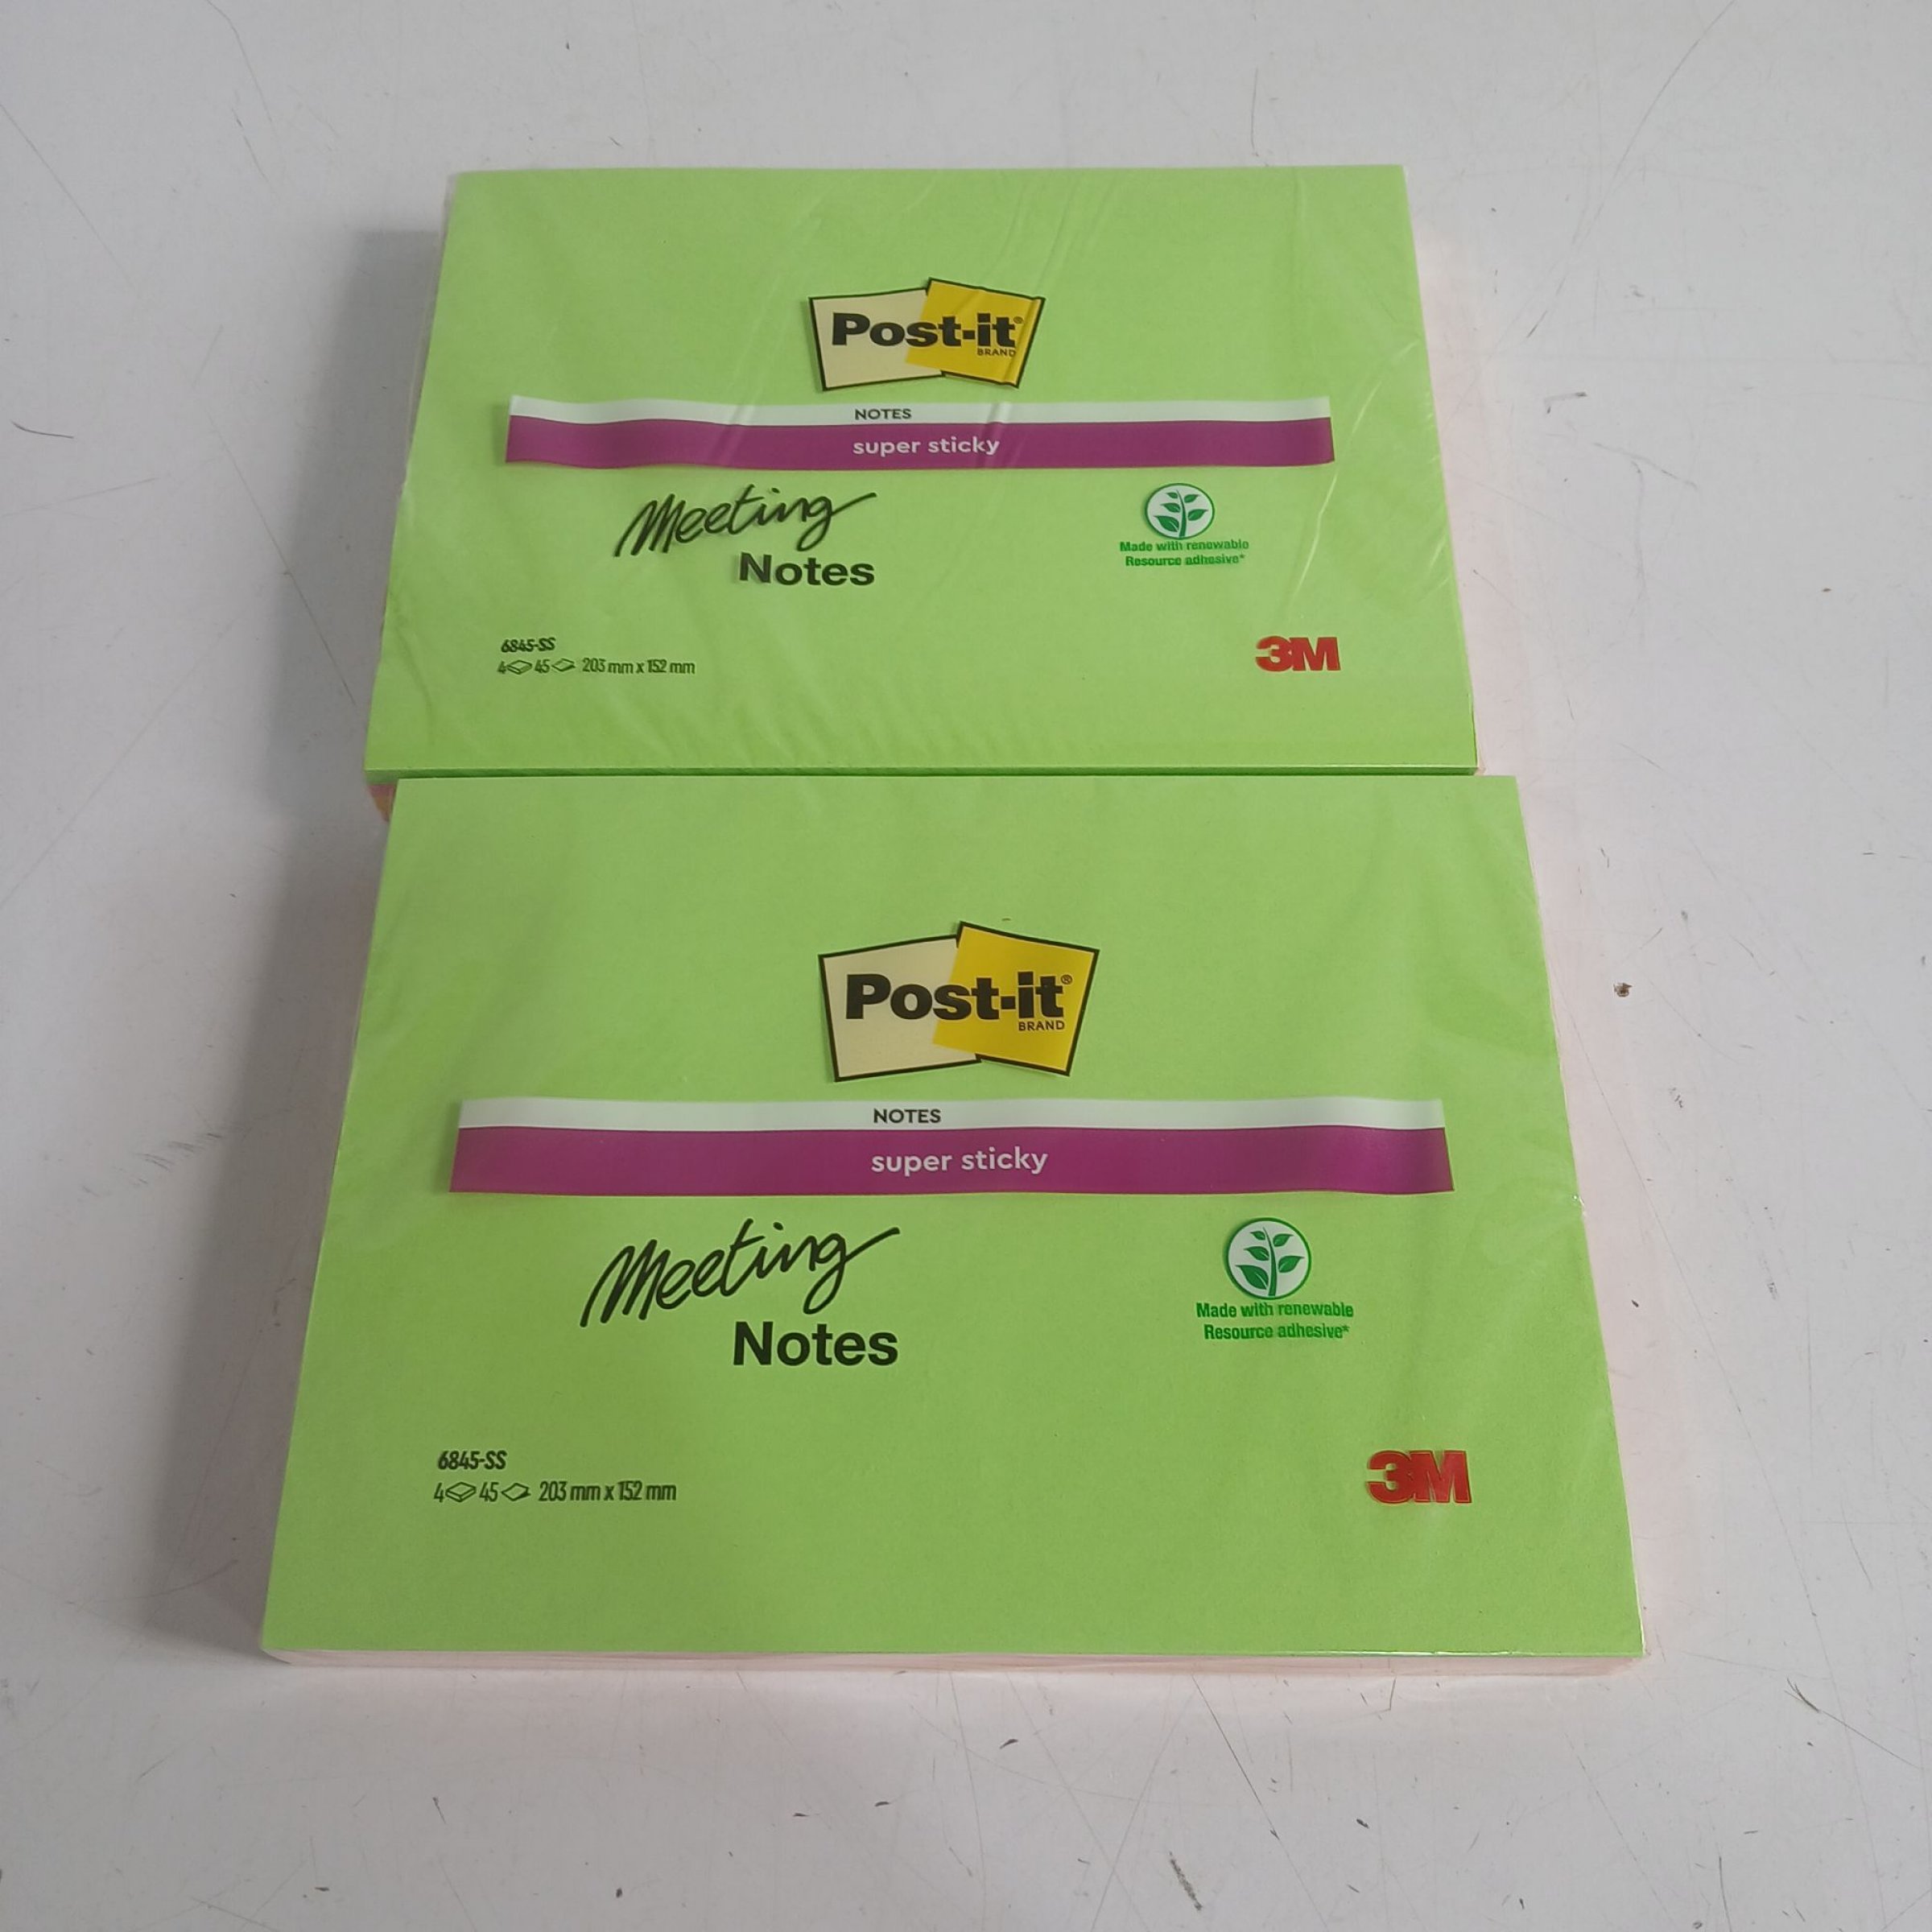 Post-it®
BRAND
NOTES
super sticky
Meeting
Notes
Made with renewable
Resource adhesive*
6845-SS
4 45 203 mm x 152 mm
3M
Post-it®
BRAND
NOTES
super sticky
Meeting
Notes
Made with renewable
Resource adhesive*
6845-SS
4 45 203 mm x 152 mm
3M